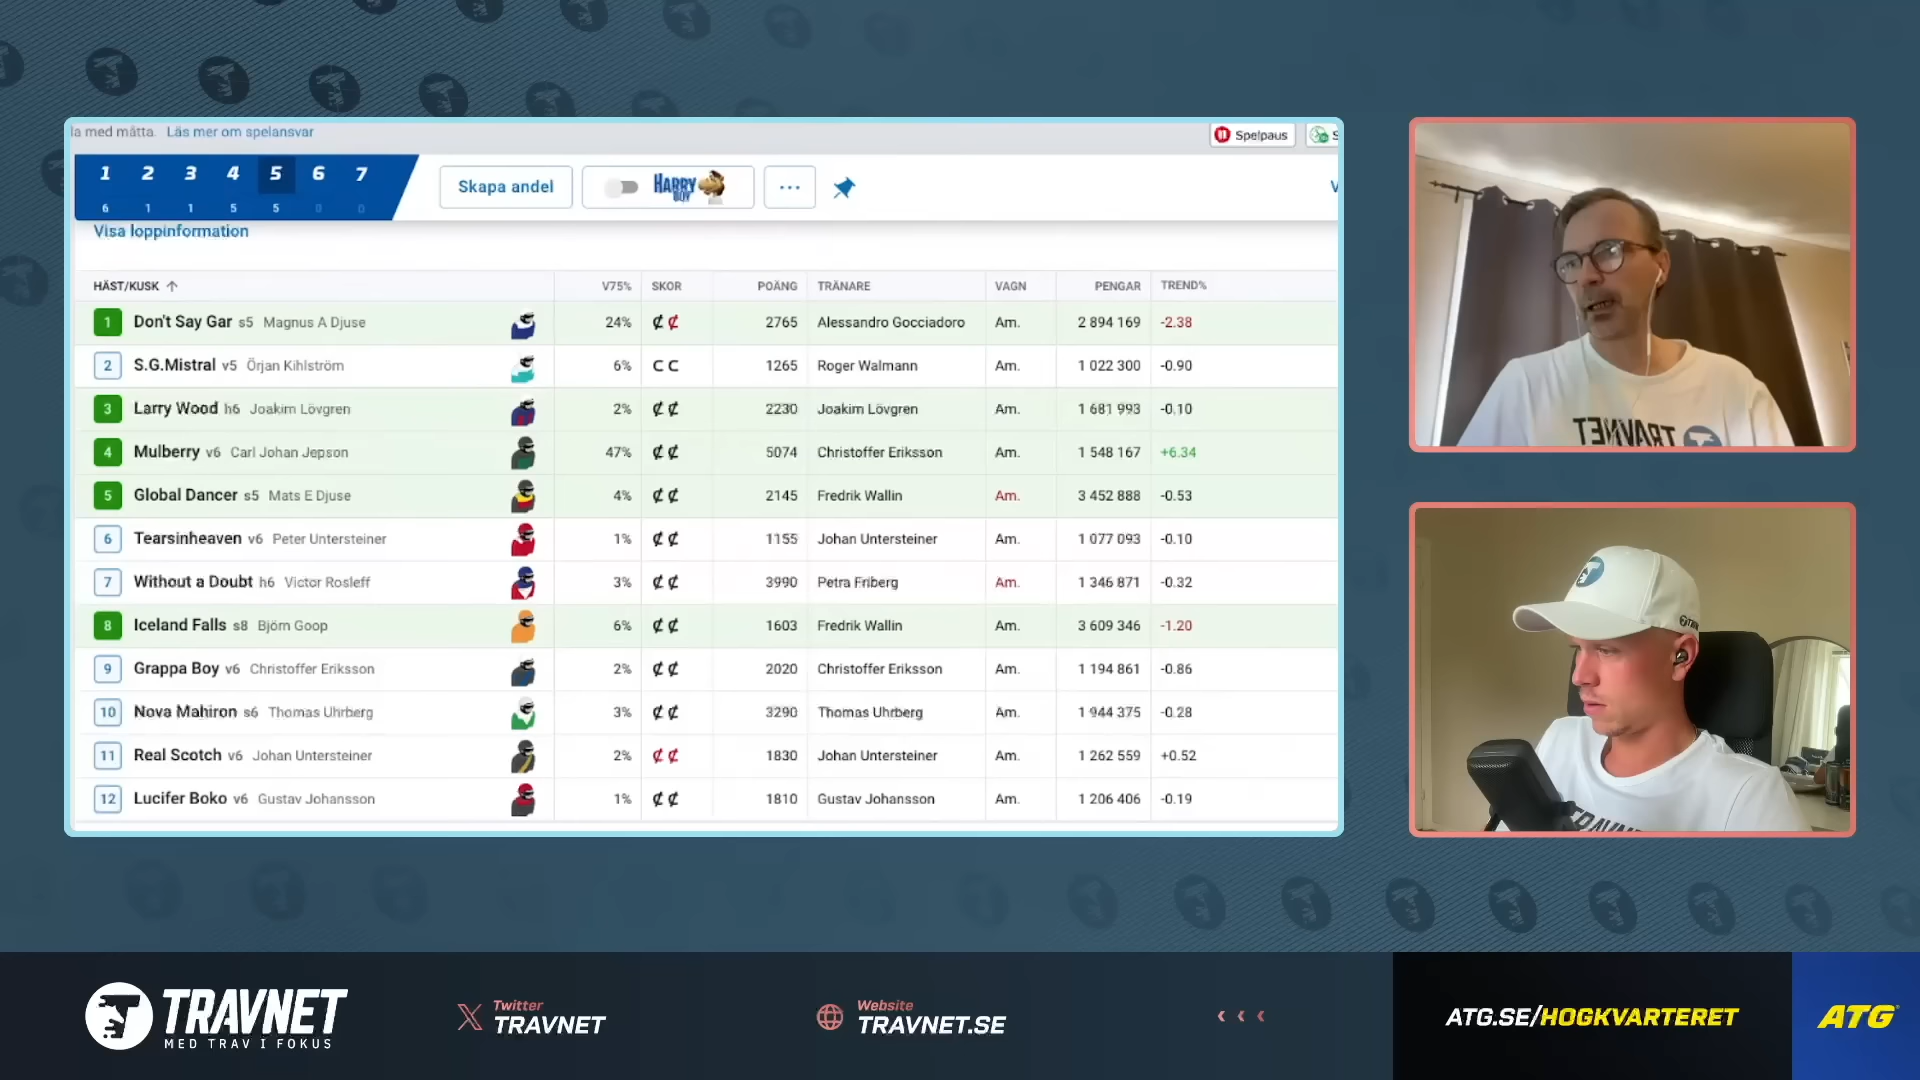 la med måtta. Läs mer om spelansvar
Spelpaus
1 2 3 4 5 6 7
6 1 1 5 5 0 0
Skapa andel
HARRY BOY
...
V
Visa loppinformation
HÄST/KUSK ↑ V75% SKOR POÄNG TRÄNARE VAGN PENGAR TREND%
1 Don't Say Gar s5 Magnus A Djuse 24% ₵ ₵ 2765 Alessandro Gocciadoro Am. 2 894 169 -2.38
2 S.G.Mistral v5 Örjan Kihlström 6% C C 1265 Roger Walmann Am. 1 022 300 -0.90
3 Larry Wood h6 Joakim Lövgren 2% ₵ ₵ 2230 Joakim Lövgren Am. 1 681 993 -0.10
4 Mulberry v6 Carl Johan Jepson 47% ₵ ₵ 5074 Christoffer Eriksson Am. 1 548 167 +6.34
5 Global Dancer s5 Mats E Djuse 4% ₵ ₵ 2145 Fredrik Wallin Am. 3 452 888 -0.53
6 Tearsinheaven v6 Peter Untersteiner 1% ₵ ₵ 1155 Johan Untersteiner Am. 1 077 093 -0.10
7 Without a Doubt h6 Victor Rosleff 3% ₵ ₵ 3990 Petra Friberg Am. 1 346 871 -0.32
8 Iceland Falls s8 Björn Goop 6% ₵ ₵ 1603 Fredrik Wallin Am. 3 609 346 -1.20
9 Grappa Boy v6 Christoffer Eriksson 2% ₵ ₵ 2020 Christoffer Eriksson Am. 1 194 861 -0.86
10 Nova Mahiron s6 Thomas Uhrberg 3% ₵ ₵ 3290 Thomas Uhrberg Am. 1 944 375 -0.28
11 Real Scotch v6 Johan Untersteiner 2% ₵ ₵ 1830 Johan Untersteiner Am. 1 262 559 +0.52
12 Lucifer Boko v6 Gustav Johansson 1% ₵ ₵ 1810 Gustav Johansson Am. 1 206 406 -0.19
TRAVNET
TRAVNET
TRAVNET
MED TRAV I FOKUS
Twitter
TRAVNET
Website
TRAVNET.SE
ATG.SE/HOGKVARTERET
ATG